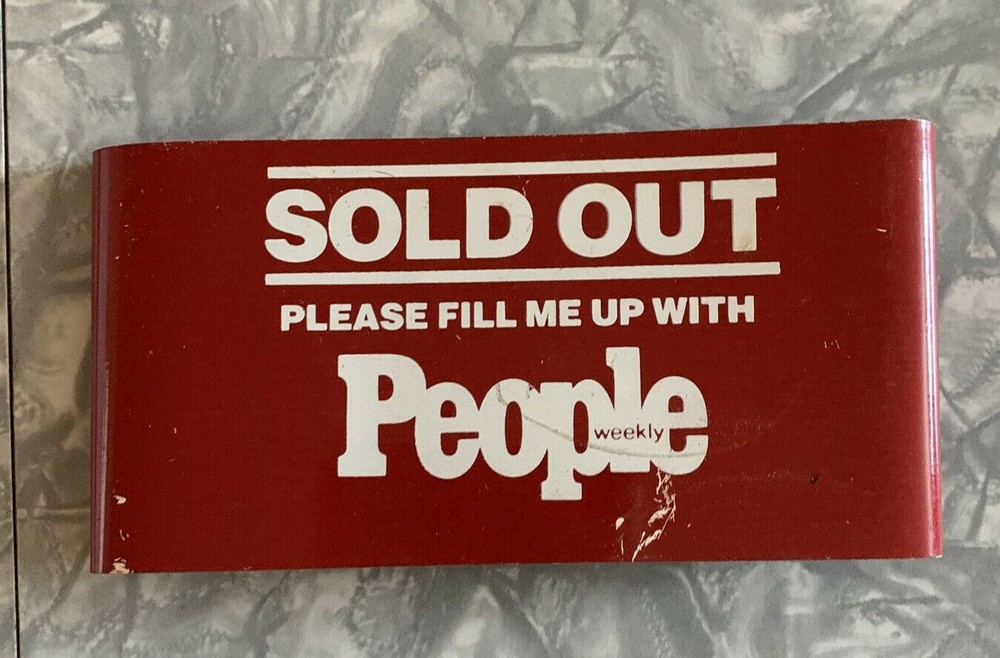 SOLD OUT
PLEASE FILL ME UP WITH
People
weekly